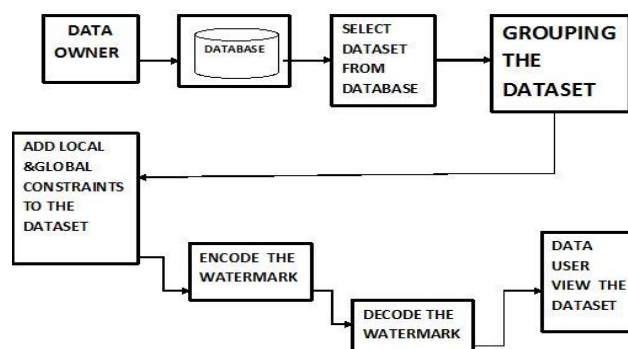 DATA
OWNER
DATABASE
SELECT
DATASET
FROM
DATABASE
GROUPING
THE
DATASET
ADD LOCAL
&GLOBAL
CONSTRAINTS
TO THE
DATASET
ENCODE THE
WATERMARK
DECODE THE
WATERMARK
DATA
USER
VIEW THE
DATASET